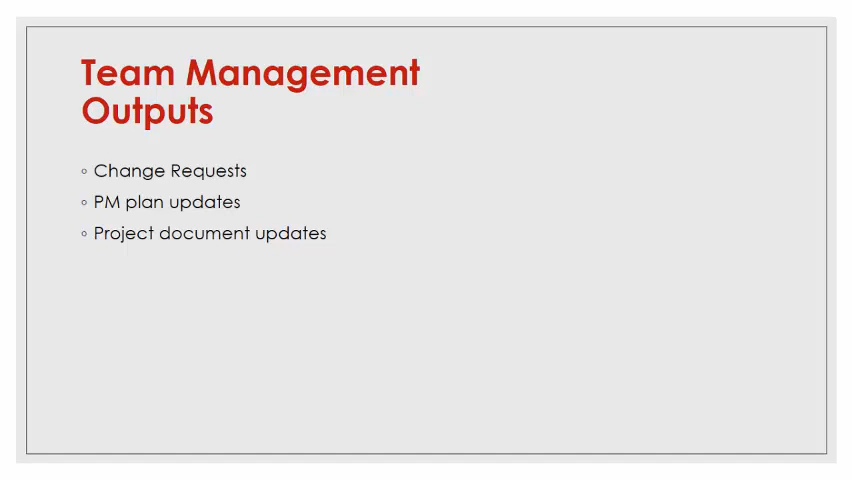 Team Management
Outputs
◦ Change Requests
◦ PM plan updates
◦ Project document updates